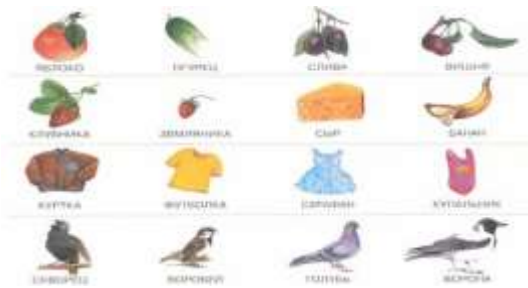 ЯБЛОКО ОГУРЕЦ СЛИВА ВИШНЯ
КЛУБНИКА ЗЕМЛЯНИКА СЫР БАНАН
КУРТКА ФУТБОЛКА САРАФАН КУПАЛЬНИК
СКВОРЕЦ ВОРОБЕЙ ГОЛУБЬ ВОРОНА